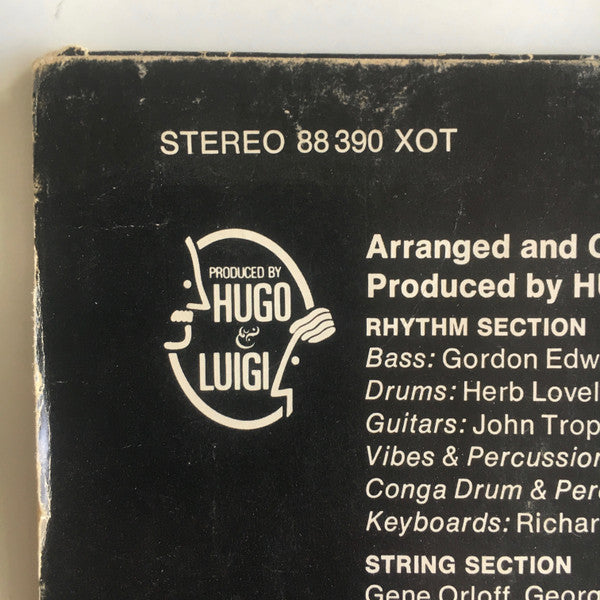 STEREO 88 390 XOT
PRODUCED BY
HUGO
&
LUIGI
Arranged and C
Produced by HU
RHYTHM SECTION
Bass: Gordon Edw
Drums: Herb Lovel
Guitars: John Trop
Vibes & Percussion
Conga Drum & Perc
Keyboards: Richar
STRING SECTION
Gene Orloff, Georg